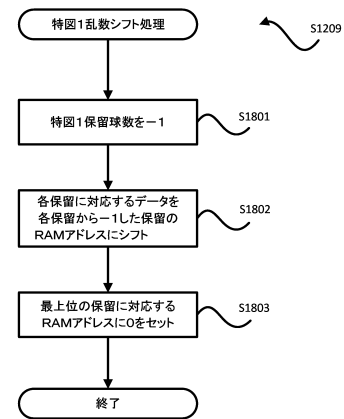 特図1乱数シフト処理
S1209
特図1保留球数を－1
S1801
各保留に対応するデータを
各保留から－1した保留の
RAMアドレスにシフト
S1802
最上位の保留に対応する
RAMアドレスに0をセット
S1803
終了